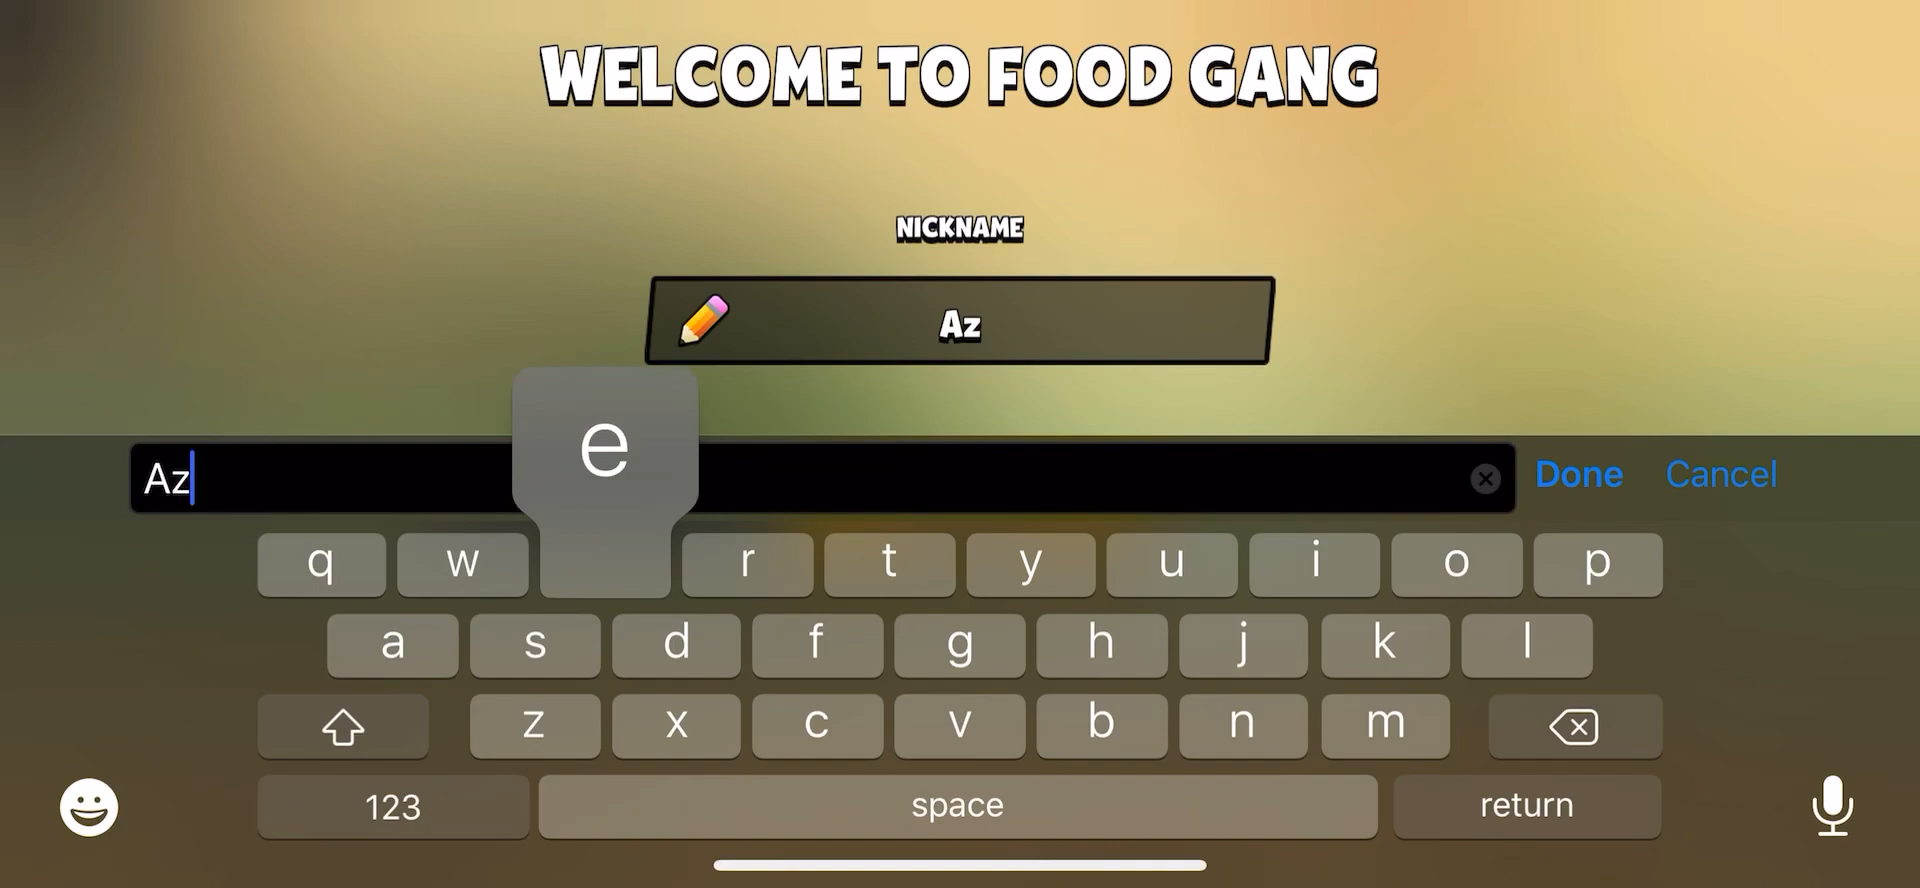 WELCOME TO FOOD GANG
NICKNAME
Az
e
Az
Done Cancel
q w r t y u i o p
a s d f g h j k l
z x c v b n m
123 space return